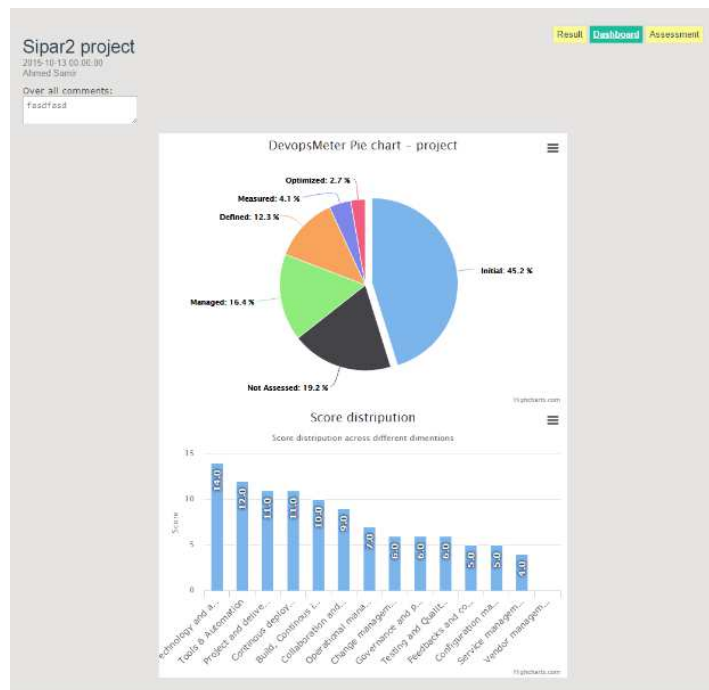 Sipar2 project
2015-10-13 00:00:00
Ahmed Samir
Result Dashboard Assessment
Over all comments:
fasdfasd
DevopsMeter Pie chart - project
Optimized: 2.7 %
Measured: 4.1 %
Defined: 12.3 %
Initial: 45.2 %
Managed: 16.4 %
Not Assessed: 19.2 %
Highcharts.com
Score distripution
Score distripution across different dimentions
Score
15
10
5
0
14.0
12.0
11.0
11.0
10.0
9.0
7.0
6.0
6.0
6.0
5.0
5.0
4.0
echnology and a...
Tools & Automation
Project and delive...
Continous deploy...
Build, Continous i...
Collaboration and...
Operational mana...
Change managem...
Governance and p...
Testing and Qualit...
Feedbacks and co...
Configuration ma...
Service managem...
Vendor managem...
Highcharts.com